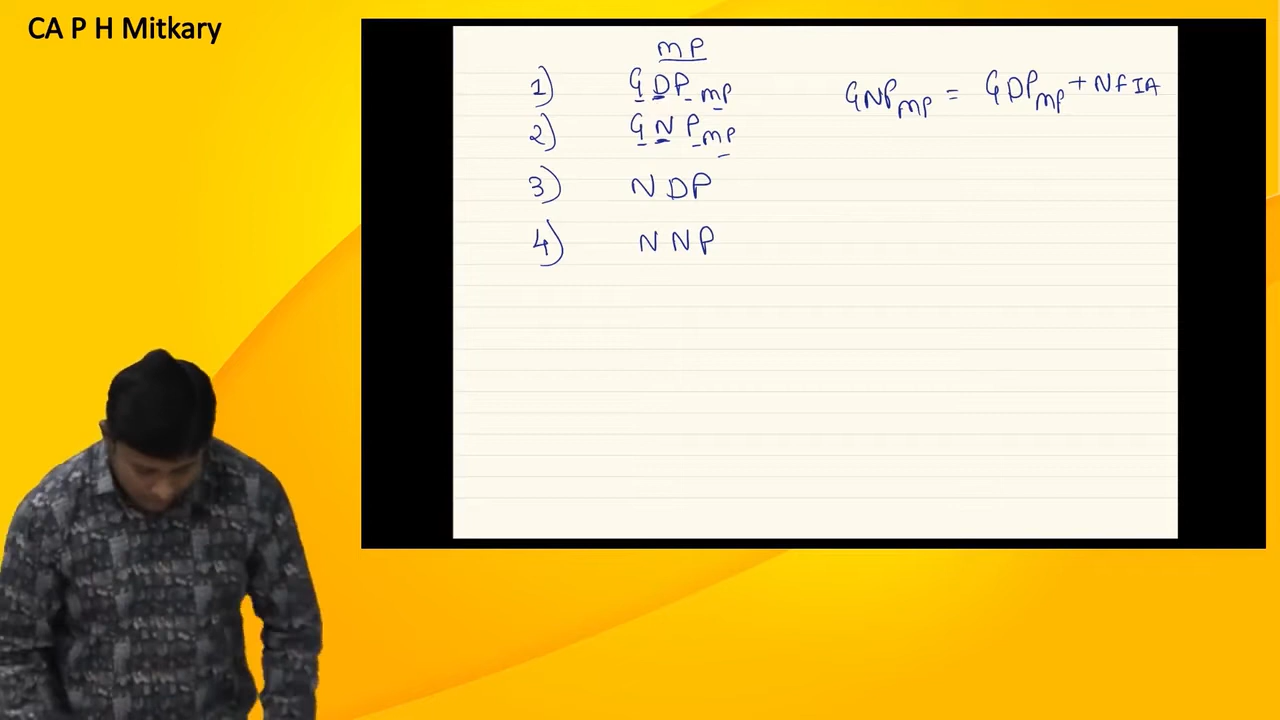 CA P H Mitkary
MP
1) GDP MP
GNP MP = GDP MP + NFIA
2) GNP MP
3) NDP
4) NNP